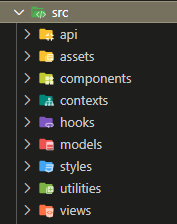 src
api
assets
components
contexts
hooks
models
styles
utilities
views